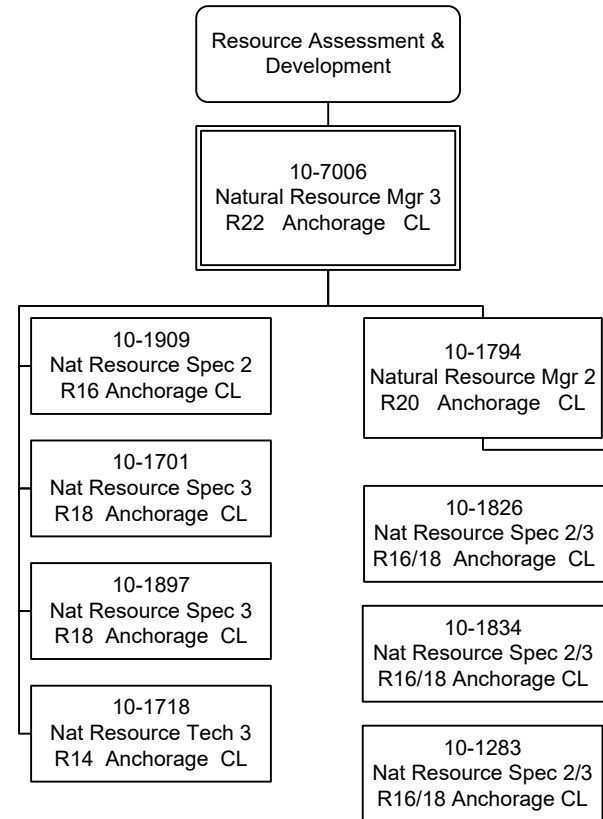 Resource Assessment &
Development
10-7006
Natural Resource Mgr 3
R22 Anchorage CL
10-1909
Nat Resource Spec 2
R16 Anchorage CL
10-1701
Nat Resource Spec 3
R18 Anchorage CL
10-1897
Nat Resource Spec 3
R18 Anchorage CL
10-1718
Nat Resource Tech 3
R14 Anchorage CL
10-1794
Natural Resource Mgr 2
R20 Anchorage CL
10-1826
Nat Resource Spec 2/3
R16/18 Anchorage CL
10-1834
Nat Resource Spec 2/3
R16/18 Anchorage CL
10-1283
Nat Resource Spec 2/3
R16/18 Anchorage CL